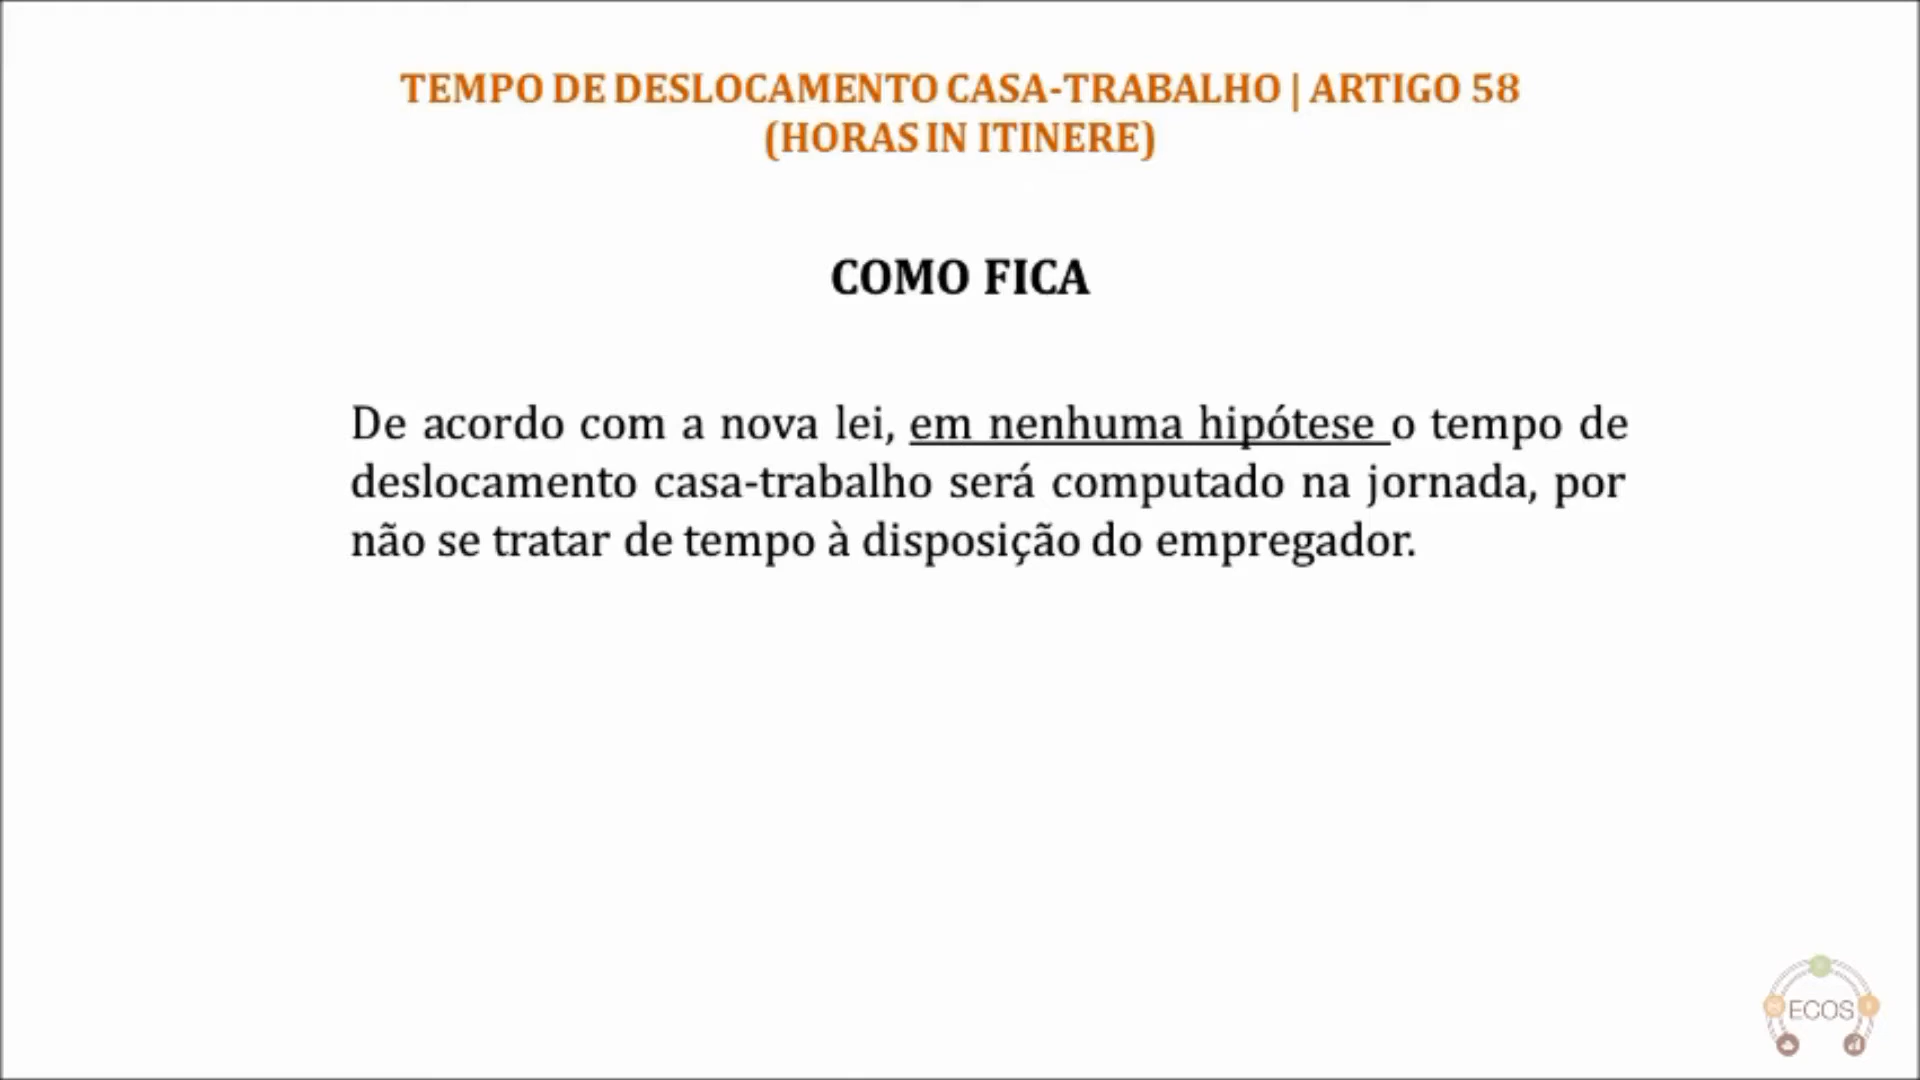 TEMPO DE DESLOCAMENTO CASA-TRABALHO | ARTIGO 58
(HORAS IN ITINERE)
COMO FICA
De acordo com a nova lei, em nenhuma hipótese o tempo de
deslocamento casa-trabalho será computado na jornada, por
não se tratar de tempo à disposição do empregador.
ECOS